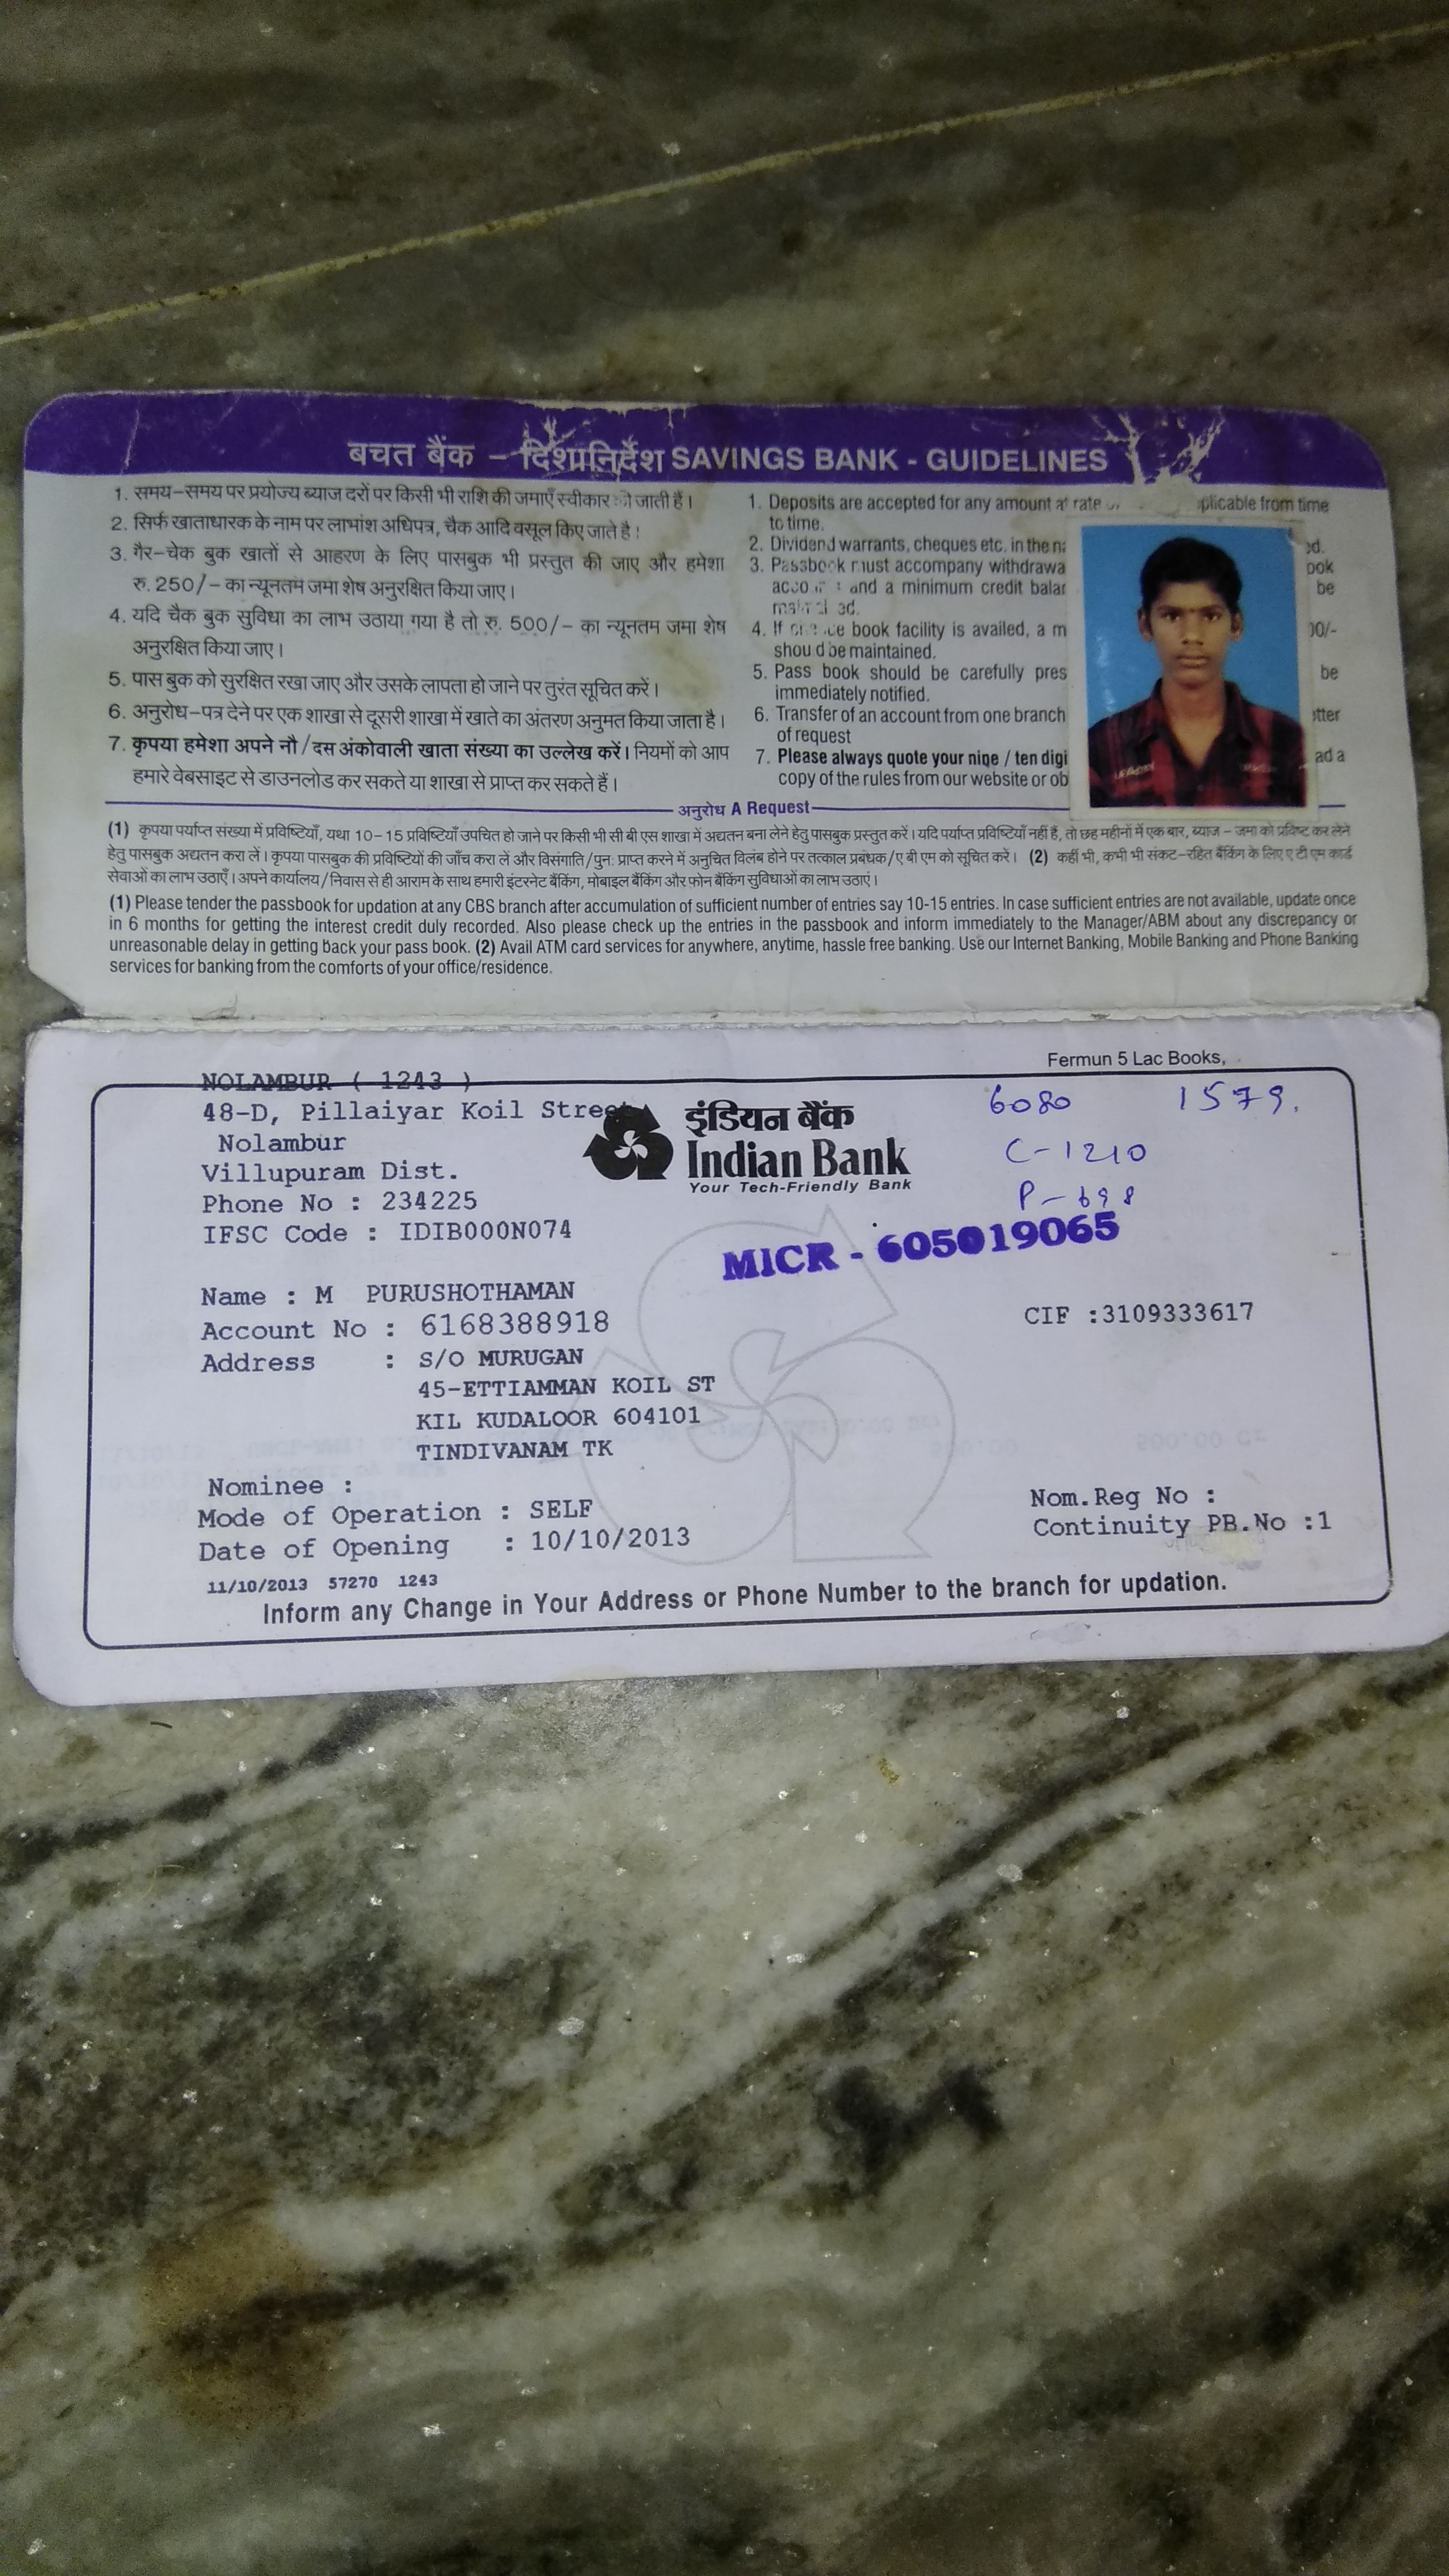 बचत बैंक – दिशानिर्देश SAVINGS BANK - GUIDELINES
1. समय–समय पर प्रयोज्य ब्याज दरों पर किसी भी राशि की जमाएँ स्वीकार की जाती हैं।
2. सिर्फ खाताधारक के नाम पर लाभांश अधिपत्र, चैक आदि वसूल किए जाते है।
3. गैर–चेक बुक खातों से आहरण के लिए पासबुक भी प्रस्तुत की जाए और हमेशा
रु. 250/– का न्यूनतम जमा शेष अनुरक्षित किया जाए।
4. यदि चैक बुक सुविधा का लाभ उठाया गया है तो रु. 500/– का न्यूनतम जमा शेष
अनुरक्षित किया जाए।
5. पास बुक को सुरक्षित रखा जाए और उसके लापता हो जाने पर तुरंत सूचित करें।
6. अनुरोध–पत्र देने पर एक शाखा से दूसरी शाखा में खाते का अंतरण अनुमत किया जाता है।
7. कृपया हमेशा अपने नौ/दस अंकोवाली खाता संख्या का उल्लेख करें। नियमों को आप
हमारे वेबसाइट से डाउनलोड कर सकते या शाखा से प्राप्त कर सकते हैं।
1. Deposits are accepted for any amount at rate plicable from time
to time.
2. Dividend warrants, cheques etc. in the ed.
3. Passbook must accompany withdrawa ook
and a minimum credit balar be
4. If book facility is availed, a m 00/-
should be maintained.
5. Pass book should be carefully pres be
immediately notified.
6. Transfer of an account from one branch tter
of request
7. Please always quote your nine / ten digi ad a
copy of the rules from our website or ob
अनुरोध A Request
(1) कृपया पर्याप्त संख्या में प्रविष्टियाँ, यथा 10–15 प्रविष्टियाँ उपचित हो जाने पर किसी भी सी बी एस शाखा में अद्यतन बना लेने हेतु पासबुक प्रस्तुत करें। यदि पर्याप्त प्रविष्टियाँ नहीं हैं, तो छह महीनों में एक बार, ब्याज – जमा को प्रविष्ट कर लेने
हेतु पासबुक अद्यतन करा लें। कृपया पासबुक की प्रविष्टियों की जाँच करा लें और विसंगति/पुनः प्राप्त करने में अनुचित विलंब होने पर तत्काल प्रबंधक/ए बी एम को सूचित करें। (2) कहीं भी, कभी भी संकट–रहित बैंकिंग के लिए ए टी एम कार्ड
सेवाओं का लाभ उठाएँ। अपने कार्यालय/निवास से ही आराम के साथ हमारी इंटरनेट बैंकिंग, मोबाइल बैंकिंग और फोन बैंकिंग सुविधाओं का लाभ उठाएं।
(1) Please tender the passbook for updation at any CBS branch after accumulation of sufficient number of entries say 10-15 entries. In case sufficient entries are not available, update once
in 6 months for getting the interest credit duly recorded. Also please check up the entries in the passbook and inform immediately to the Manager/ABM about any discrepancy or
unreasonable delay in getting back your pass book. (2) Avail ATM card services for anywhere, anytime, hassle free banking. Use our Internet Banking, Mobile Banking and Phone Banking
services for banking from the comforts of your office/residence.
Fermun 5 Lac Books,
NOLAMBUR ( 1243 )
48-D, Pillaiyar Koil Street
Nolambur
Villupuram Dist.
Phone No : 234225
IFSC Code : IDIB000N074
इंडियन बैंक
Indian Bank
Your Tech-Friendly Bank
6080 1579.
C-1210
P-698
MICR - 605019065
Name : M PURUSHOTHAMAN
Account No : 6168388918
CIF :3109333617
Address : S/O MURUGAN
45-ETTIAMMAN KOIL ST
KIL KUDALOOR 604101
TINDIVANAM TK
Nominee :
Nom.Reg No :
Mode of Operation : SELF
Continuity PB.No :1
Date of Opening : 10/10/2013
11/10/2013 57270 1243
Inform any Change in Your Address or Phone Number to the branch for updation.